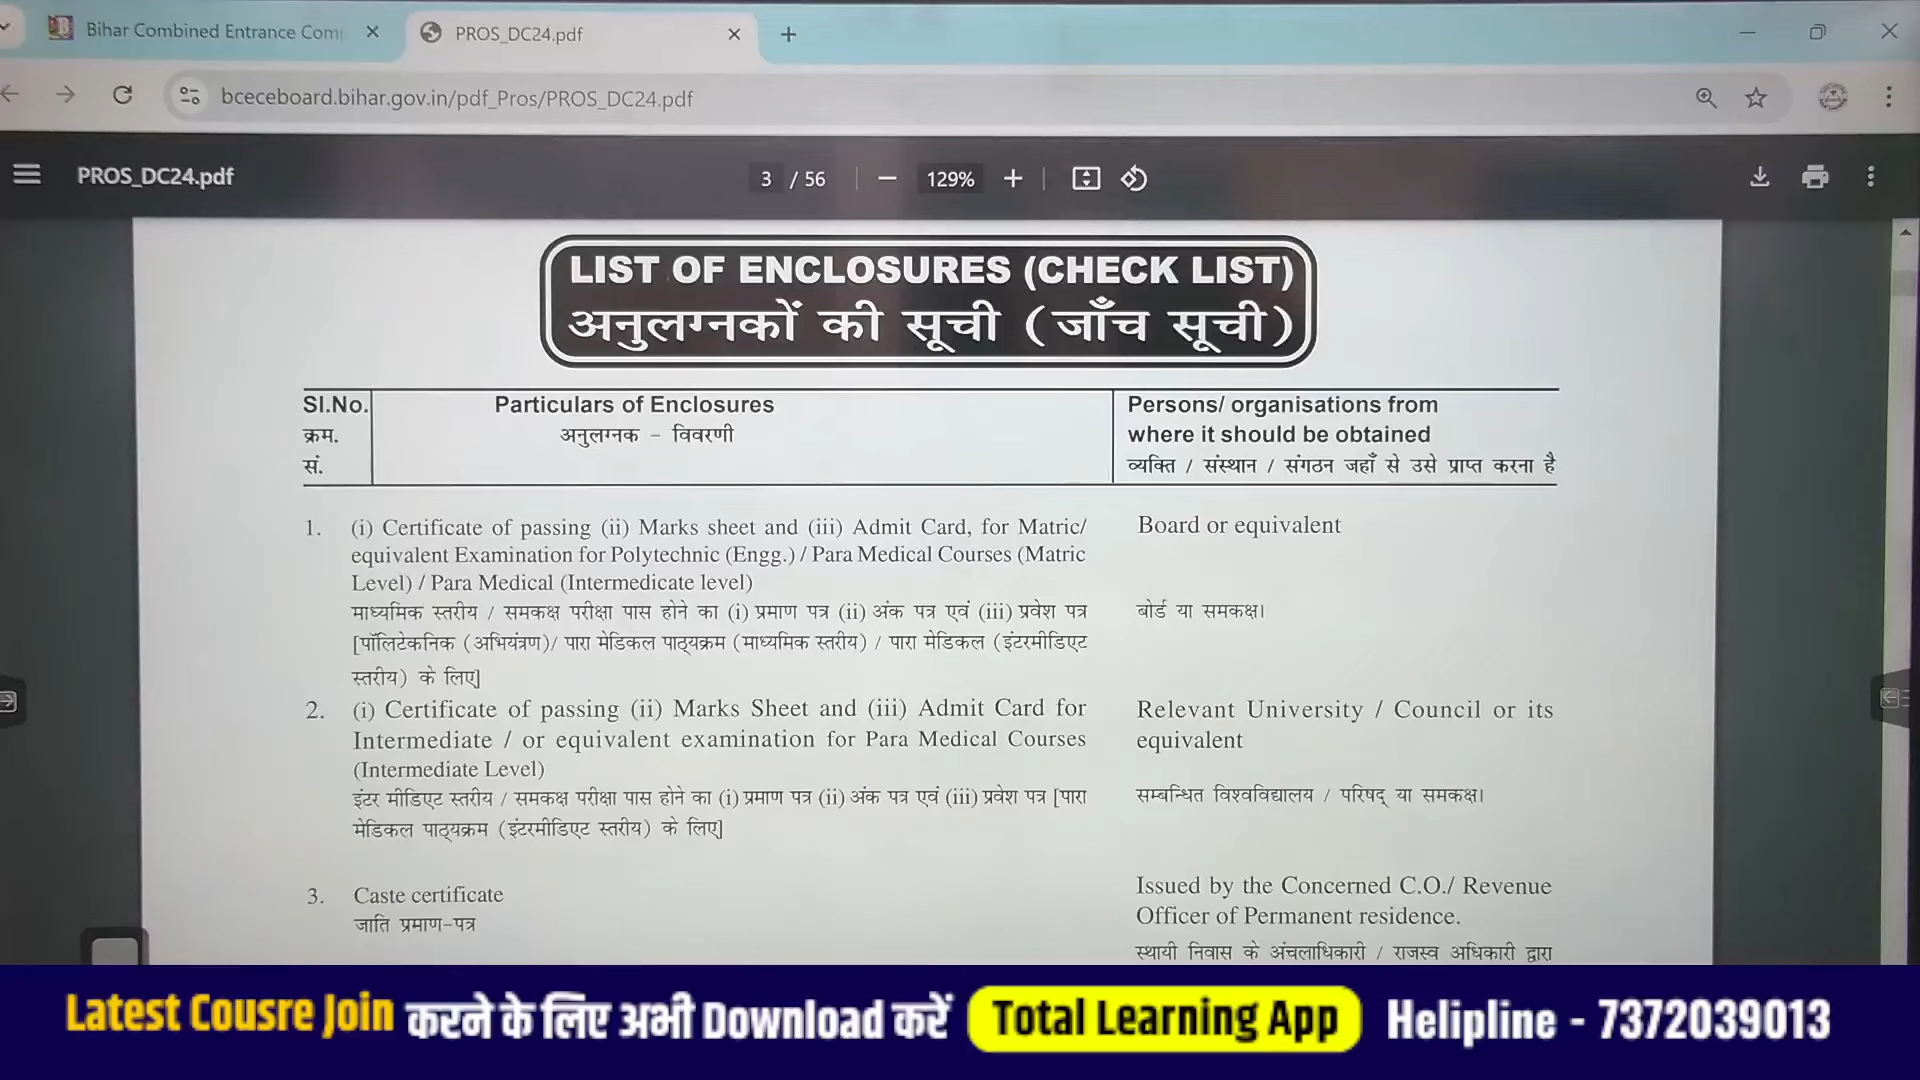 Bihar Combined Entrance Com
PROS_DC24.pdf
bceceboard.bihar.gov.in/pdf_Pros/PROS_DC24.pdf
PROS_DC24.pdf
3 / 56
129%
LIST OF ENCLOSURES (CHECK LIST)
अनुलग्नकों की सूची (जाँच सूची)
Sl.No.
क्रम.
सं.
Particulars of Enclosures
अनुलग्नक - विवरणी
Persons/ organisations from
where it should be obtained
व्यक्ति / संस्थान / संगठन जहाँ से उसे प्राप्त करना है
1. (i) Certificate of passing (ii) Marks sheet and (iii) Admit Card, for Matric/
equivalent Examination for Polytechnic (Engg.) / Para Medical Courses (Matric
Level) / Para Medical (Intermedicate level)
माध्यमिक स्तरीय / समकक्ष परीक्षा पास होने का (i) प्रमाण पत्र (ii) अंक पत्र एवं (iii) प्रवेश पत्र
[पॉलिटेकनिक (अभियंत्रण)/ पारा मेडिकल पाठ्यक्रम (माध्यमिक स्तरीय) / पारा मेडिकल (इंटरमीडिएट
स्तरीय) के लिए]
Board or equivalent
बोर्ड या समकक्ष।
2. (i) Certificate of passing (ii) Marks Sheet and (iii) Admit Card for
Intermediate / or equivalent examination for Para Medical Courses
(Intermediate Level)
इंटर मीडिएट स्तरीय / समकक्ष परीक्षा पास होने का (i) प्रमाण पत्र (ii) अंक पत्र एवं (iii) प्रवेश पत्र [पारा
मेडिकल पाठ्यक्रम (इंटरमीडिएट स्तरीय) के लिए]
Relevant University / Council or its
equivalent
सम्बन्धित विश्वविद्यालय / परिषद् या समकक्ष।
3. Caste certificate
जाति प्रमाण-पत्र
Issued by the Concerned C.O./ Revenue
Officer of Permanent residence.
स्थायी निवास के अंचलाधिकारी / राजस्व अधिकारी द्वारा
Latest Cousre Join करने के लिए अभी Download करें Total Learning App Helipline - 7372039013